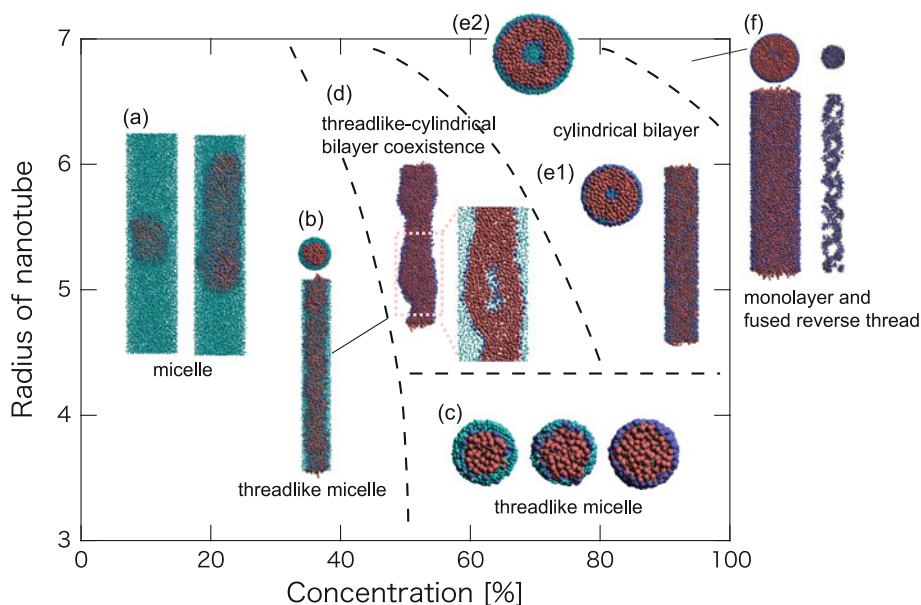 7
6
5
4
3
Radius of nanotube
0
20
40
60
80
100
Concentration [%]
(a)
micelle
(b)
threadlike micelle
(c)
threadlike micelle
(d)
threadlike-cylindrical
bilayer coexistence
(e2)
cylindrical bilayer
(e1)
(f)
monolayer and
fused reverse thread